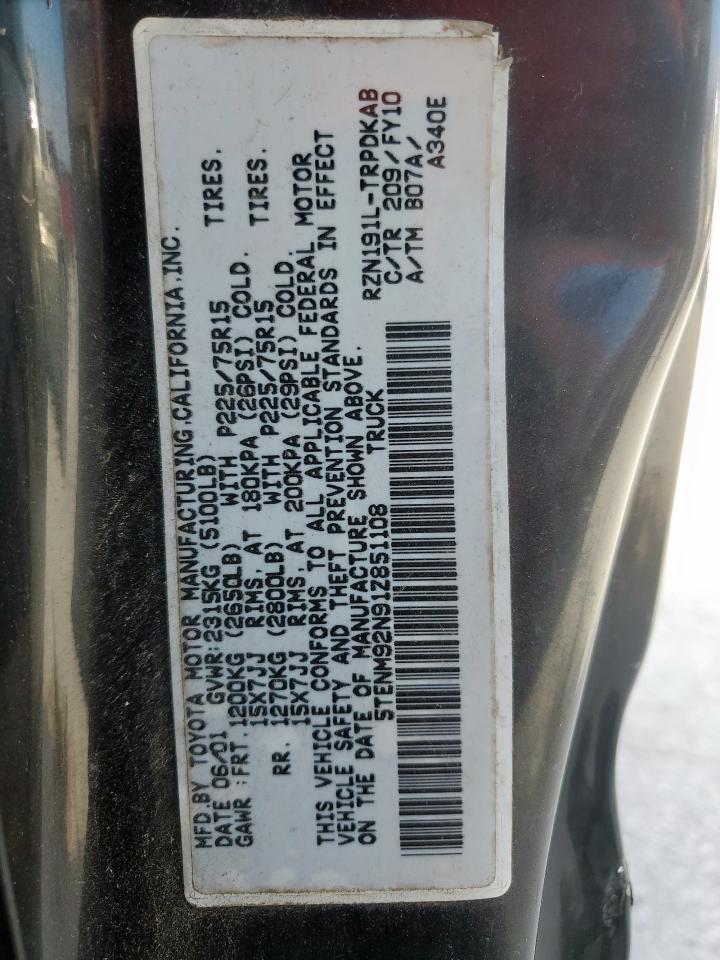 MFD.BY TOYOTA MOTOR MANUFACTURING,CALIFORNIA,INC.
DATE 06/01 GVWR:2315KG (5100LB)
GAWR :FRT.1200KG (2650LB) WITH P225/75R15 TIRES.
15X7JJ RIMS, AT 180KPA (26PSI) COLD.
RR. 1270KG (2800LB) WITH P225/75R15 TIRES.
15X7JJ RIMS, AT 200KPA (29PSI) COLD.
THIS VEHICLE CONFORMS TO ALL APPLICABLE FEDERAL MOTOR
VEHICLE SAFETY AND THEFT PREVENTION STANDARDS IN EFFECT
ON THE DATE OF MANUFACTURE SHOWN ABOVE.
5TENM92N91Z851108 TRUCK
RZN191L-TRPDKAB
C/TR 209/FY10
A/TM B07A/
A340E